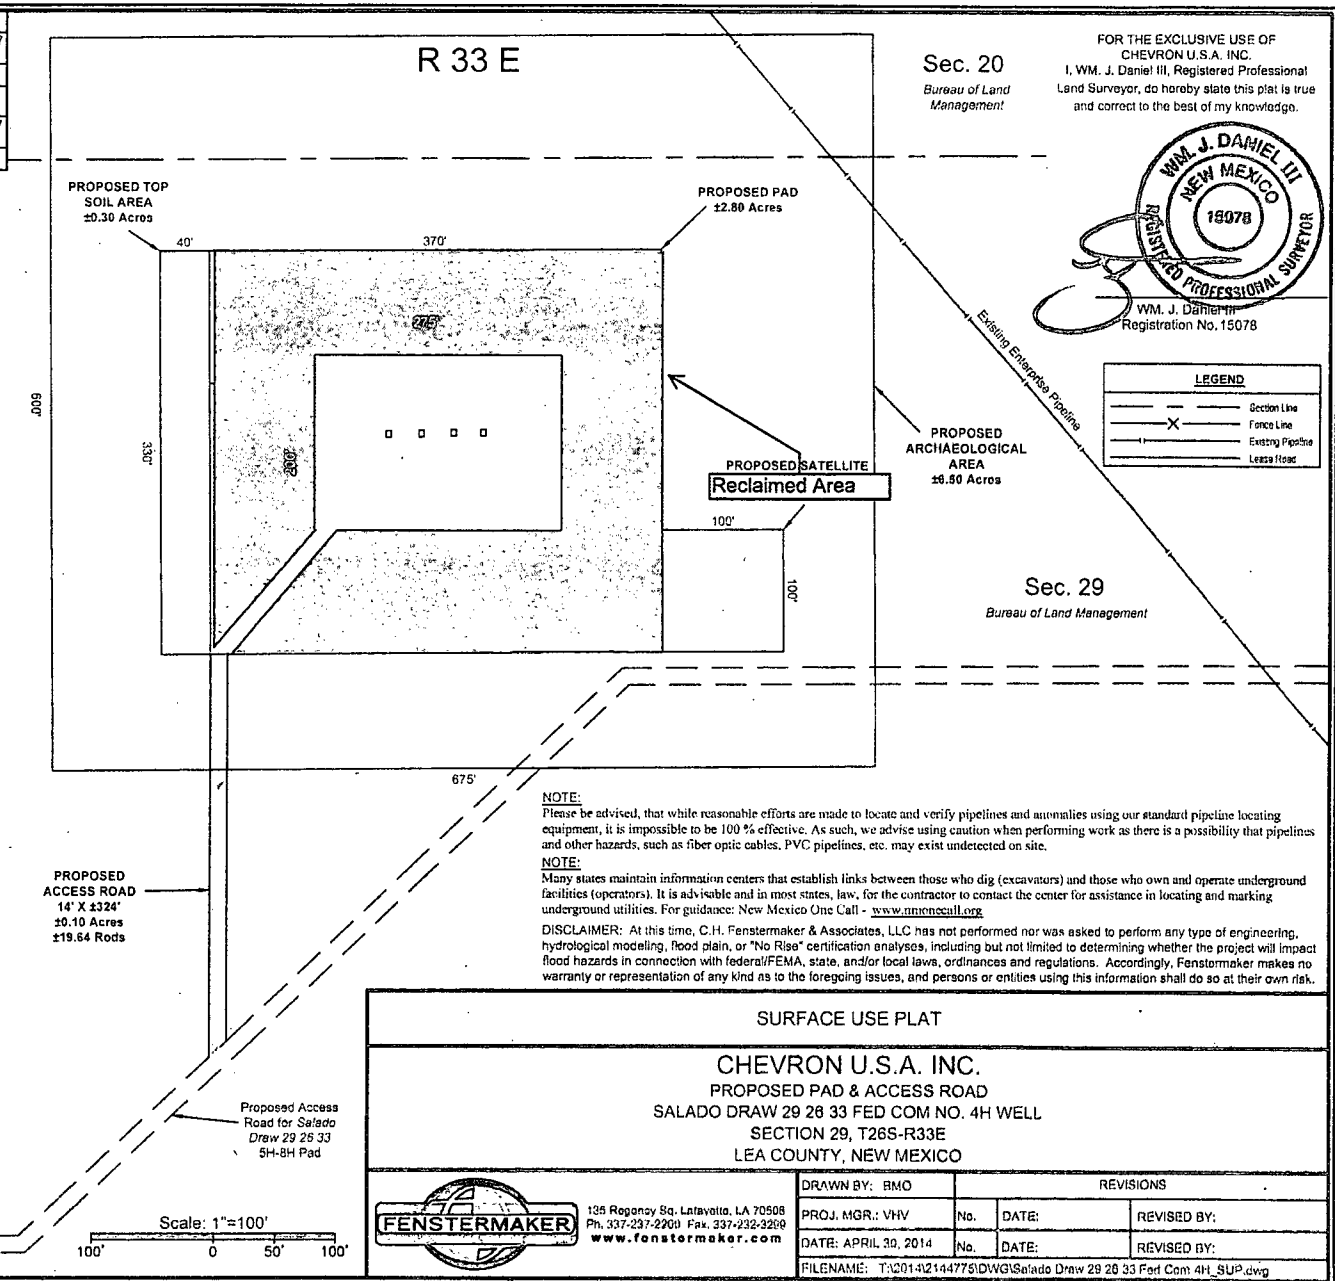 R 33 E
Sec. 20
Bureau of Land
Management
FOR THE EXCLUSIVE USE OF
CHEVRON U.S.A. INC.
I, WM. J. Daniel III, Registered Professional
Land Surveyor, do hereby state this plat is true
and correct to the best of my knowledge.
WM. J. DANIEL III
NEW MEXICO
15078
REGISTERED PROFESSIONAL SURVEYOR
WM. J. Daniel III
Registration No. 15078
PROPOSED TOP
SOIL AREA
±0.30 Acres
PROPOSED PAD
±2.80 Acres
40'
370'
275'
Existing Enterprise Pipeline
LEGEND
Section Line
Fence Line
Existing Pipeline
Lease Road
600'
330'
200'
PROPOSED
ARCHAEOLOGICAL
AREA
PROPOSED SATELLITE
Reclaimed Area
100'
100'
Sec. 29
Bureau of Land Management
675'
NOTE:
Please be advised, that while reasonable efforts are made to locate and verify pipelines and anomalies using our standard pipeline locating
equipment, it is impossible to be 100 % effective. As such, we advise using caution when performing work as there is a possibility that pipelines
and other hazards, such as fiber optic cables, PVC pipelines, etc. may exist undetected on site.
NOTE:
Many states maintain information centers that establish links between those who dig (excavators) and those who own and operate underground
facilities (operators). It is advisable and in most states, law, for the contractor to contact the center for assistance in locating and marking
underground utilities. For guidance: New Mexico One Call - www.nmonecall.org
DISCLAIMER: At this time, C.H. Fenstermaker & Associates, LLC has not performed nor was asked to perform any type of engineering,
hydrological modeling, flood plain, or "No Rise" certification analyses, including but not limited to determining whether the project will impact
flood hazards in connection with federal/FEMA, state, and/or local laws, ordinances and regulations. Accordingly, Fenstermaker makes no
warranty or representation of any kind as to the foregoing issues, and persons or entities using this information shall do so at their own risk.
PROPOSED
ACCESS ROAD
14' X ±324'
±0.10 Acres
±19.64 Rods
Proposed Access
Road for Salado
Draw 29 26 33
5H-8H Pad
Scale: 1"=100'
100' 0 50' 100'
SURFACE USE PLAT
CHEVRON U.S.A. INC.
PROPOSED PAD & ACCESS ROAD
SALADO DRAW 29 26 33 FED COM NO. 4H WELL
SECTION 29, T26S-R33E
LEA COUNTY, NEW MEXICO
FENSTERMAKER
135 Regency Sq. Lafayette, LA 70508
Ph. 337-237-2200 Fax. 337-232-3299
www.fenstermaker.com
DRAWN BY: BMO
REVISIONS
PROJ. MGR.: VHV
No. DATE: REVISED BY:
DATE: APRIL 30, 2014
No. DATE: REVISED BY:
FILENAME: T:\2014\2144775\DWG\Salado Draw 29 26 33 Fed Com 4H_SUP.dwg